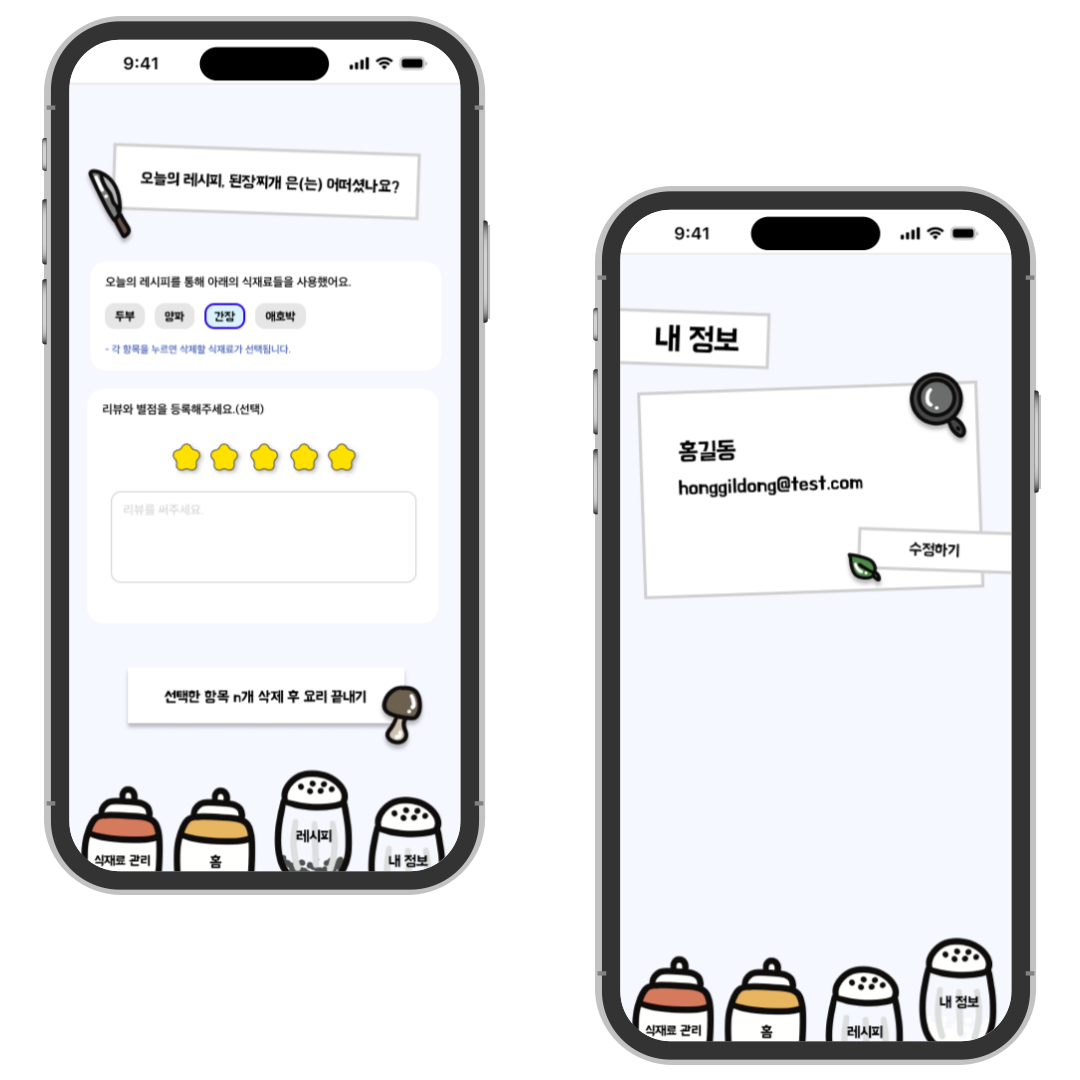 9:41
오늘의 레시피, 된장찌개 은(는) 어떠셨나요?
오늘의 레시피를 통해 아래의 식재료들을 사용했어요.
두부 양파 간장 애호박
- 각 항목을 누르면 삭제할 식재료가 선택됩니다.
리뷰와 별점을 등록해주세요.(선택)
리뷰를 써주세요.
선택한 항목 n개 삭제 후 요리 끝내기
식재료 관리 홈 레시피 내 정보
9:41
내 정보
홍길동
honggildong@test.com
수정하기
식재료 관리 홈 레시피 내 정보